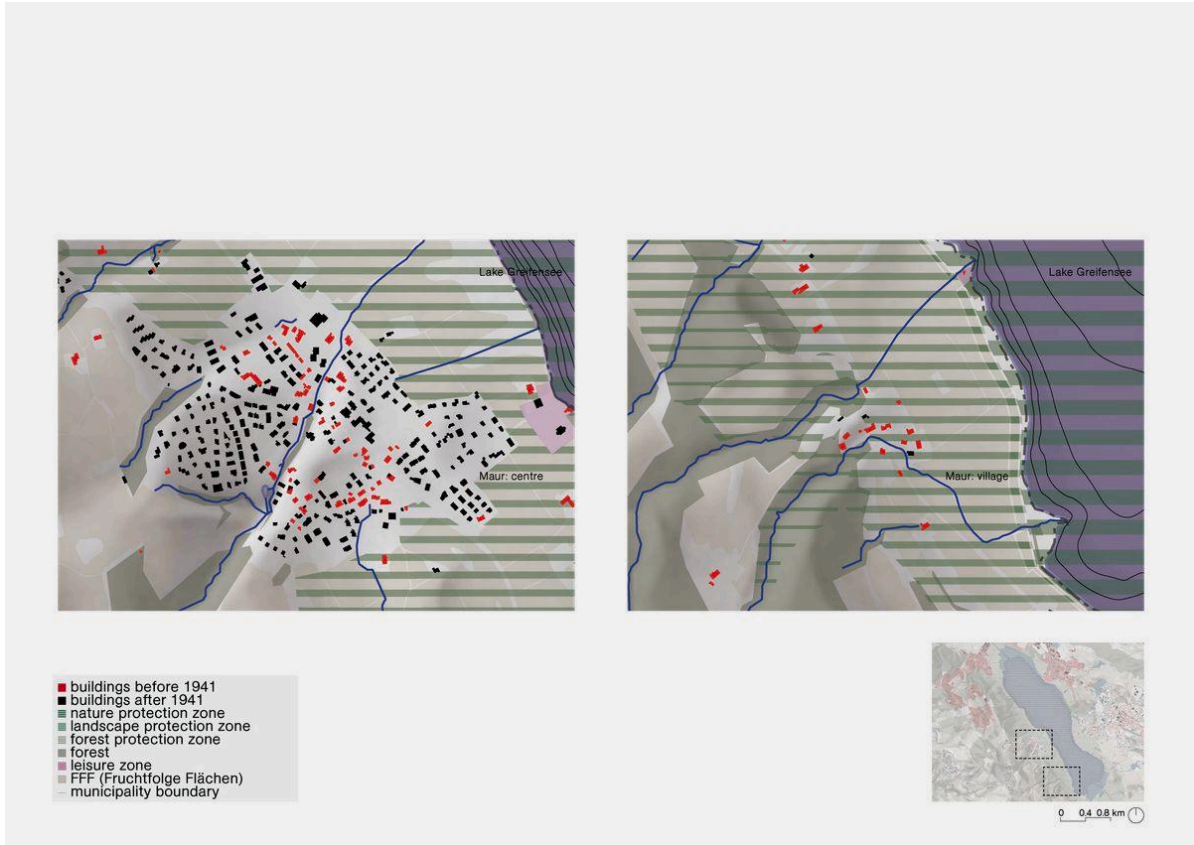 Lake Greifensee
Maur: centre
Lake Greifensee
Maur: village
buildings before 1941
buildings after 1941
nature protection zone
landscape protection zone
forest protection zone
forest
leisure zone
FFF (Fruchtfolge Flächen)
municipality boundary
0 0.4 0.8 km